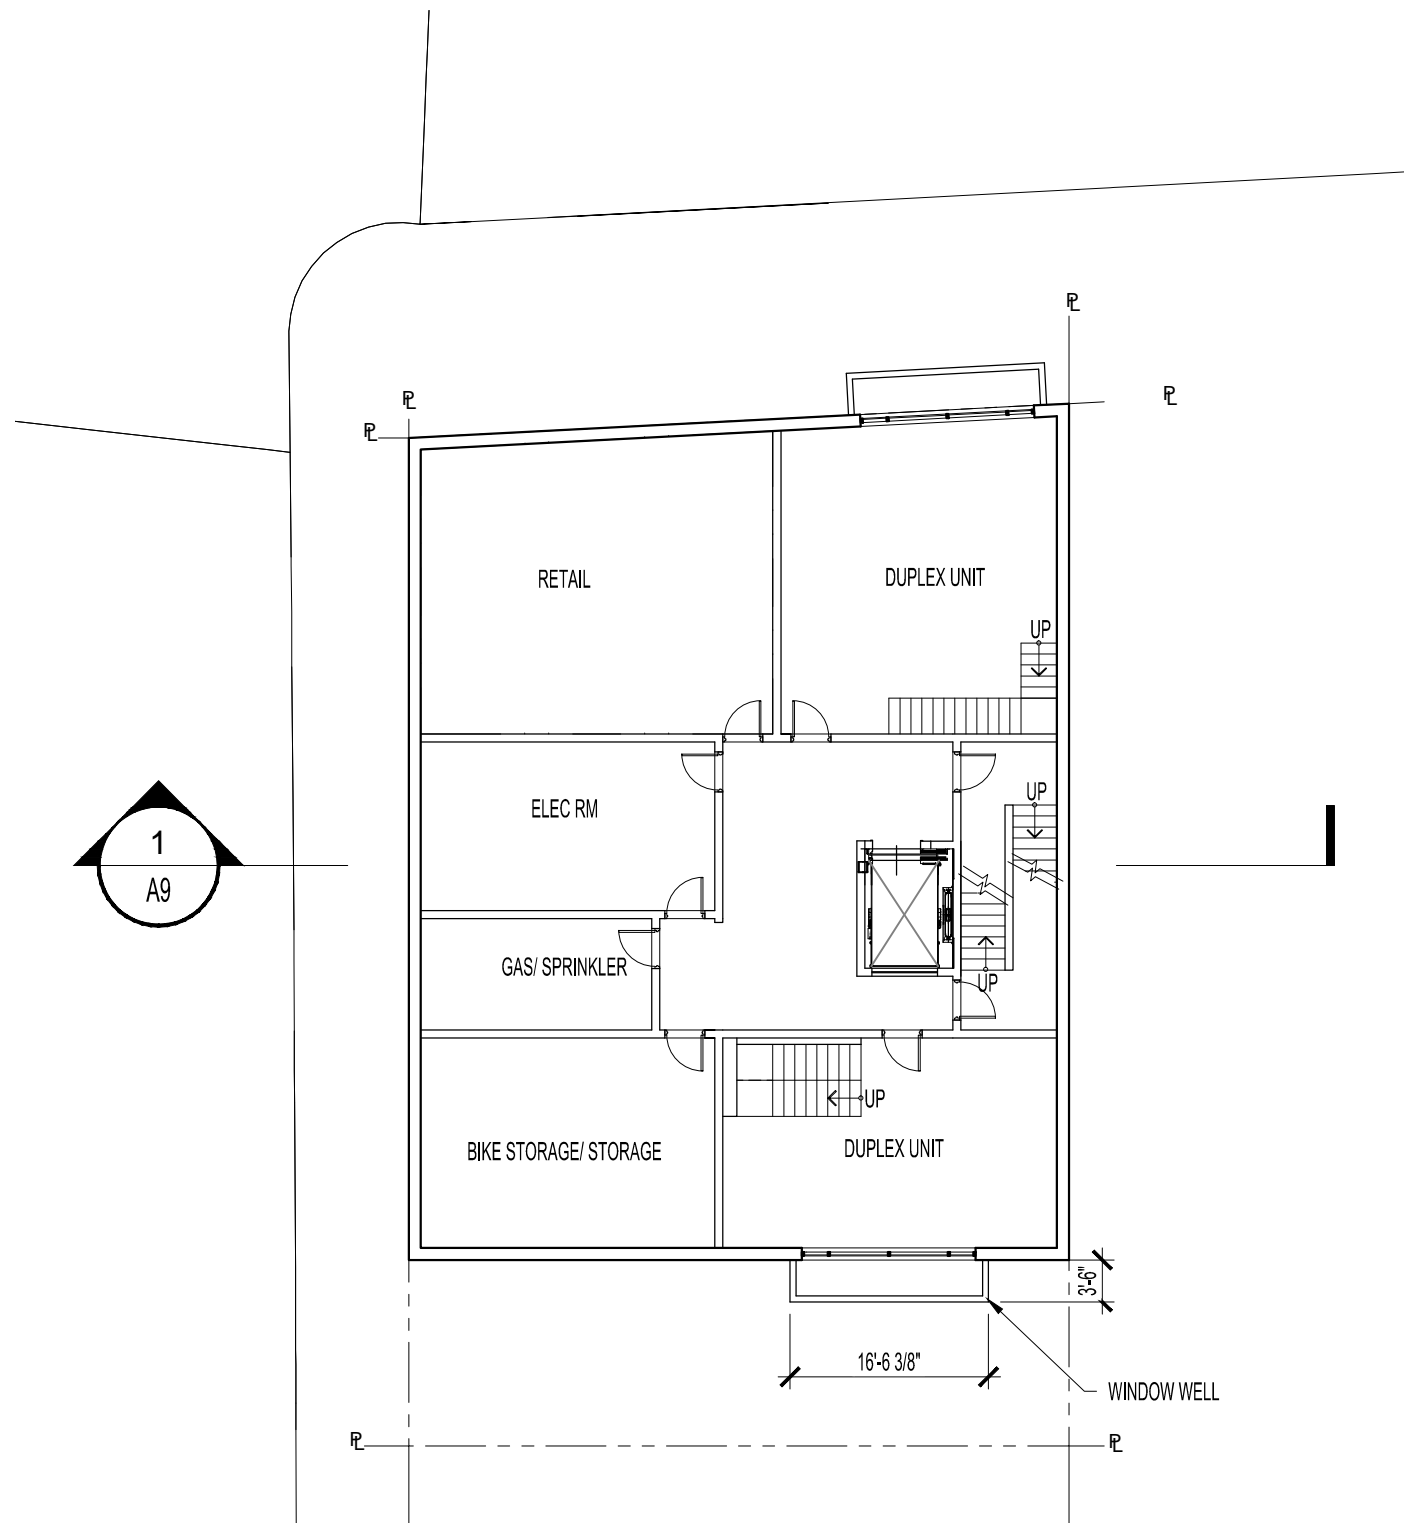 PL
PL
PL
PL
RETAIL
DUPLEX UNIT
UP
ELEC RM
UP
1
A9
GAS/ SPRINKLER
UP
UP
BIKE STORAGE/ STORAGE
DUPLEX UNIT
3'-6"
16'-6 3/8"
WINDOW WELL
PL
PL